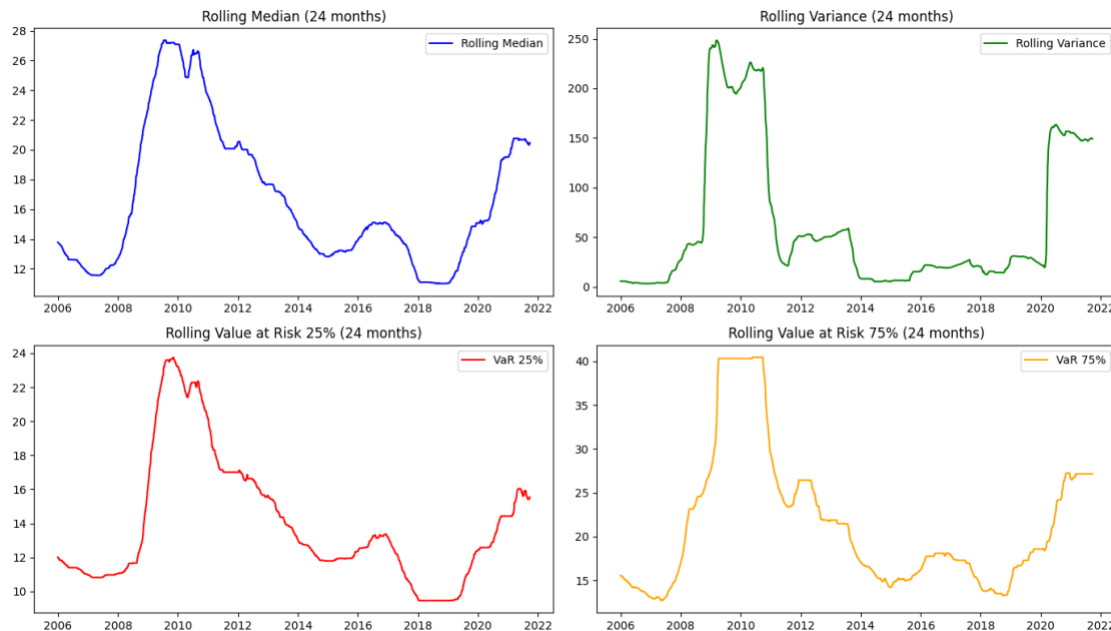 Rolling Median (24 months)
28
26
24
22
20
18
16
14
12
Rolling Median
2006 2008 2010 2012 2014 2016 2018 2020 2022
Rolling Variance (24 months)
250
200
150
100
50
0
Rolling Variance
2006 2008 2010 2012 2014 2016 2018 2020 2022
Rolling Value at Risk 25% (24 months)
24
22
20
18
16
14
12
10
VaR 25%
2006 2008 2010 2012 2014 2016 2018 2020 2022
Rolling Value at Risk 75% (24 months)
40
35
30
25
20
15
VaR 75%
2006 2008 2010 2012 2014 2016 2018 2020 2022